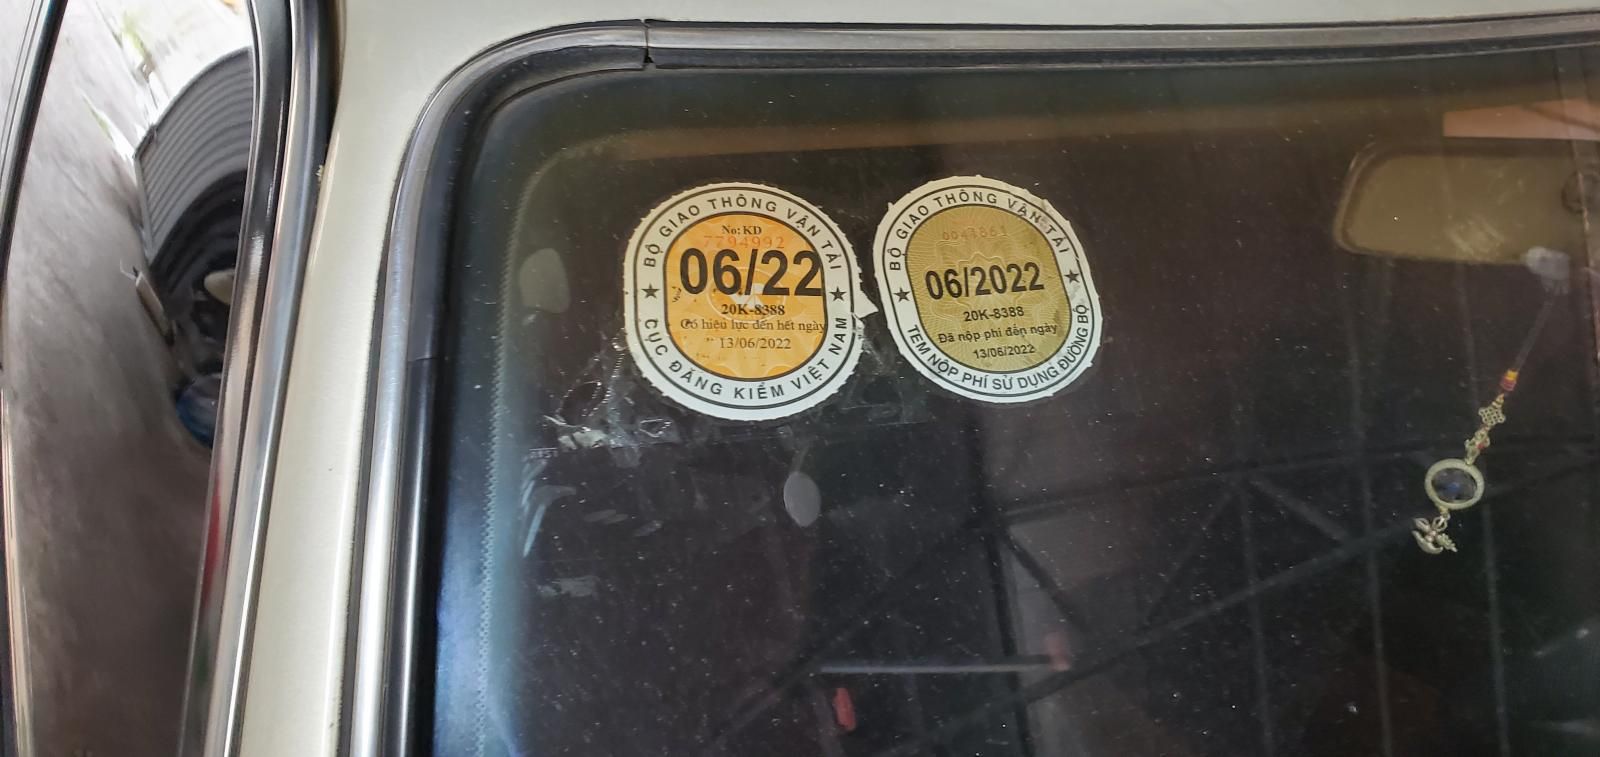 BỘ GIAO THÔNG VẬN TẢI
No: KD
7794992
06/22
20K-8388
Có hiệu lực đến hết ngày
13/06/2022
CỤC ĐĂNG KIỂM VIỆT NAM
BỘ GIAO THÔNG VẬN TẢI
06/2022
20K-8388
Đã nộp phí đến ngày
13/06/2022
TEM NỘP PHÍ SỬ DỤNG ĐƯỜNG BỘ